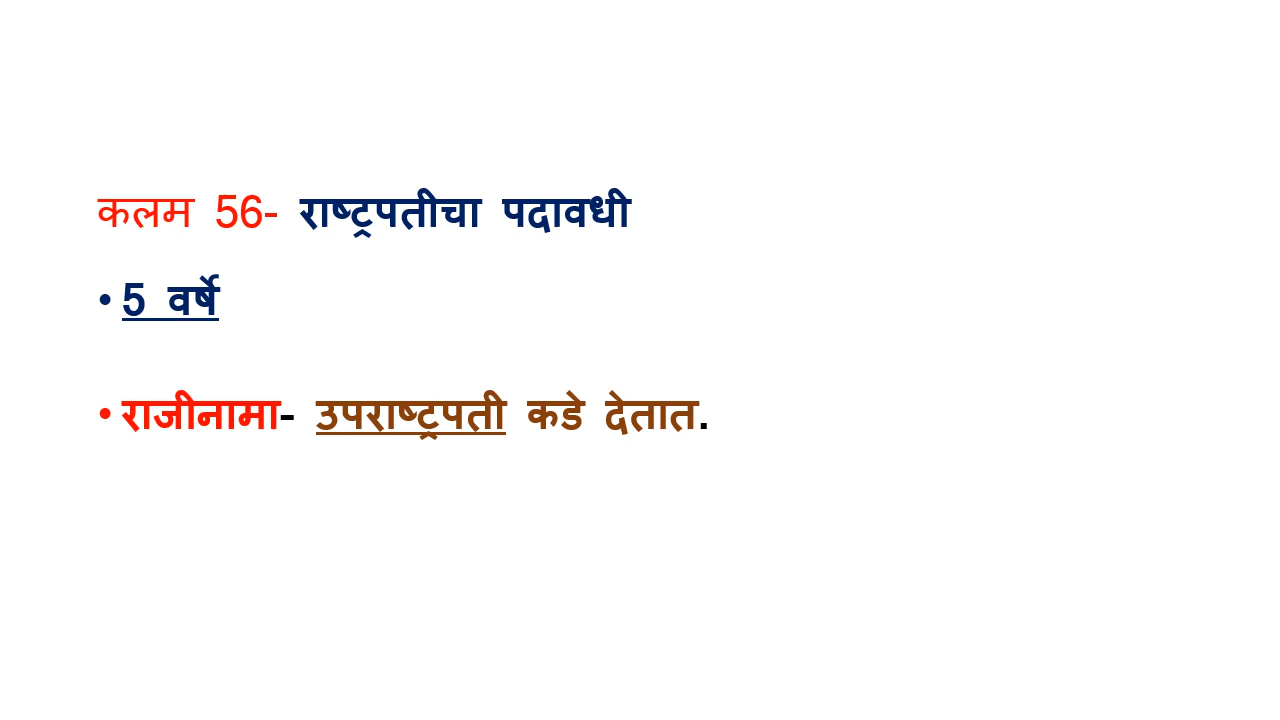 कलम 56- राष्ट्रपतीचा पदावधी
• 5 वर्षे
• राजीनामा- उपराष्ट्रपती कडे देतात.